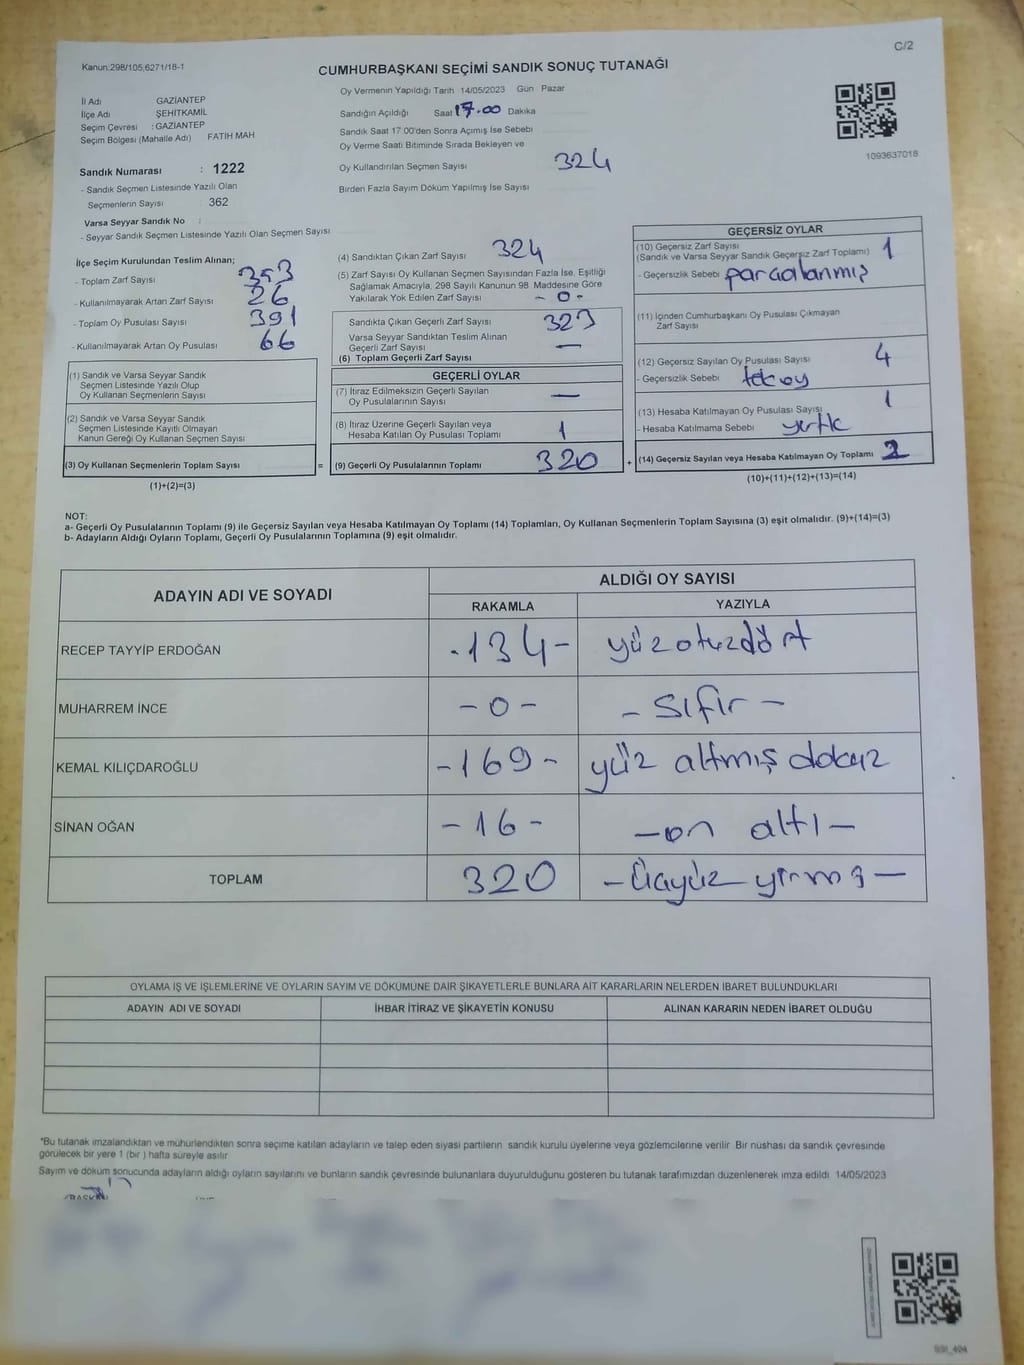 C/2
Kanun:298/105,6271/18-1
CUMHURBAŞKANI SEÇİMİ SANDIK SONUÇ TUTANAĞI
İl Adı GAZİANTEP
İlçe Adı ŞEHİTKAMİL
Seçim Çevresi : GAZİANTEP
Seçim Bölgesi (Mahalle Adı) FATİH MAH
Sandık Numarası : 1222
- Sandık Seçmen Listesinde Yazılı Olan
Seçmenlerin Sayısı : 362
Varsa Seyyar Sandık No :
- Seyyar Sandık Seçmen Listesinde Yazılı Olan Seçmen Sayısı
Oy Vermenin Yapıldığı Tarih 14/05/2023 Gün Pazar
Sandığın Açıldığı Saat 17.00 Dakika
Sandık Saat 17:00'den Sonra Açımış İse Sebebi
Oy Verme Saati Bitiminde Sırada Bekleyen ve
Oy Kullandırılan Seçmen Sayısı 324
Birden Fazla Sayım Döküm Yapılmış İse Sayısı
1093637018
İlçe Seçim Kurulundan Teslim Alınan;
- Toplam Zarf Sayısı 353
- Kullanılmayarak Artan Zarf Sayısı 26
- Toplam Oy Pusulası Sayısı 391
- Kullanılmayarak Artan Oy Pusulası 66
(1) Sandık ve Varsa Seyyar Sandık
Seçmen Listesinde Yazılı Olup
Oy Kullanan Seçmenlerin Sayısı
(2) Sandık ve Varsa Seyyar Sandık
Seçmen Listesinde Kayıtlı Olmayan
Kanun Gereği Oy Kullanan Seçmen Sayısı
(3) Oy Kullanan Seçmenlerin Toplam Sayısı =
(1)+(2)=(3)
(4) Sandıktan Çıkan Zarf Sayısı 324
(5) Zarf Sayısı Oy Kullanan Seçmen Sayısından Fazla İse, Eşitliği
Sağlamak Amacıyla, 298 Sayılı Kanunun 98. Maddesine Göre
Yakılarak Yok Edilen Zarf Sayısı - 0 -
Sandıkta Çıkan Geçerli Zarf Sayısı 323
Varsa Seyyar Sandıktan Teslim Alınan
Geçerli Zarf Sayısı —
(6) Toplam Geçerli Zarf Sayısı
GEÇERLİ OYLAR
(7) İtiraz Edilmeksizin Geçerli Sayılan
Oy Pusulalarının Sayısı —
(8) İtiraz Üzerine Geçerli Sayılan veya
Hesaba Katılan Oy Pusulası Toplamı 1
(9) Geçerli Oy Pusulalarının Toplamı 320 +
GEÇERSİZ OYLAR
(10) Geçersiz Zarf Sayısı
(Sandık ve Varsa Seyyar Sandık Geçersiz Zarf Toplamı) 1
- Geçersizlik Sebebi parçalanmış
(11) İçinden Cumhurbaşkanı Oy Pusulası Çıkmayan
Zarf Sayısı
(12) Geçersiz Sayılan Oy Pusulası Sayısı 4
- Geçersizlik Sebebi tek oy
(13) Hesaba Katılmayan Oy Pusulası Sayısı 1
- Hesaba Katılmama Sebebi yırtık
(14) Geçersiz Sayılan veya Hesaba Katılmayan Oy Toplamı
(10)+(11)+(12)+(13)=(14)
NOT:
a- Geçerli Oy Pusulalarının Toplamı (9) ile Geçersiz Sayılan veya Hesaba Katılmayan Oy Toplamı (14) Toplamları, Oy Kullanan Seçmenlerin Toplam Sayısına (3) eşit olmalıdır. (9)+(14)=(3)
b- Adayların Aldığı Oyların Toplamı, Geçerli Oy Pusulalarının Toplamına (9) eşit olmalıdır.
ADAYIN ADI VE SOYADI
ALDIĞI OY SAYISI
RAKAMLA YAZIYLA
RECEP TAYYİP ERDOĞAN -134- yüzotuzdört
MUHARREM İNCE -0- -Sıfır-
KEMAL KILIÇDAROĞLU -169- yüz altmış dokuz
SİNAN OĞAN -16- -on altı-
TOPLAM 320 -Üçyüz yirmi-
OYLAMA İŞ VE İŞLEMLERİNE VE OYLARIN SAYIM VE DÖKÜMÜNE DAİR ŞİKAYETLERLE BUNLARA AİT KARARLARIN NELERDEN İBARET BULUNDUKLARI
ADAYIN ADI VE SOYADI İHBAR İTİRAZ VE ŞİKAYETİN KONUSU ALINAN KARARIN NEDEN İBARET OLDUĞU
*Bu tutanak imzalandıktan ve mühürlendikten sonra seçime katılan adayların ve talep eden siyasi partilerin sandık kurulu üyelerine veya gözlemcilerine verilir. Bir nüshası da sandık çevresinde
görülecek bir yere 1 (bir ) hafta süreyle asılır
Sayım ve döküm sonucunda adayların aldığı oyların sayılarını ve bunların sandık çevresinde bulunanlara duyurulduğunu gösteren bu tutanak tarafımızdan düzenlenerek imza edildi 14/05/2023